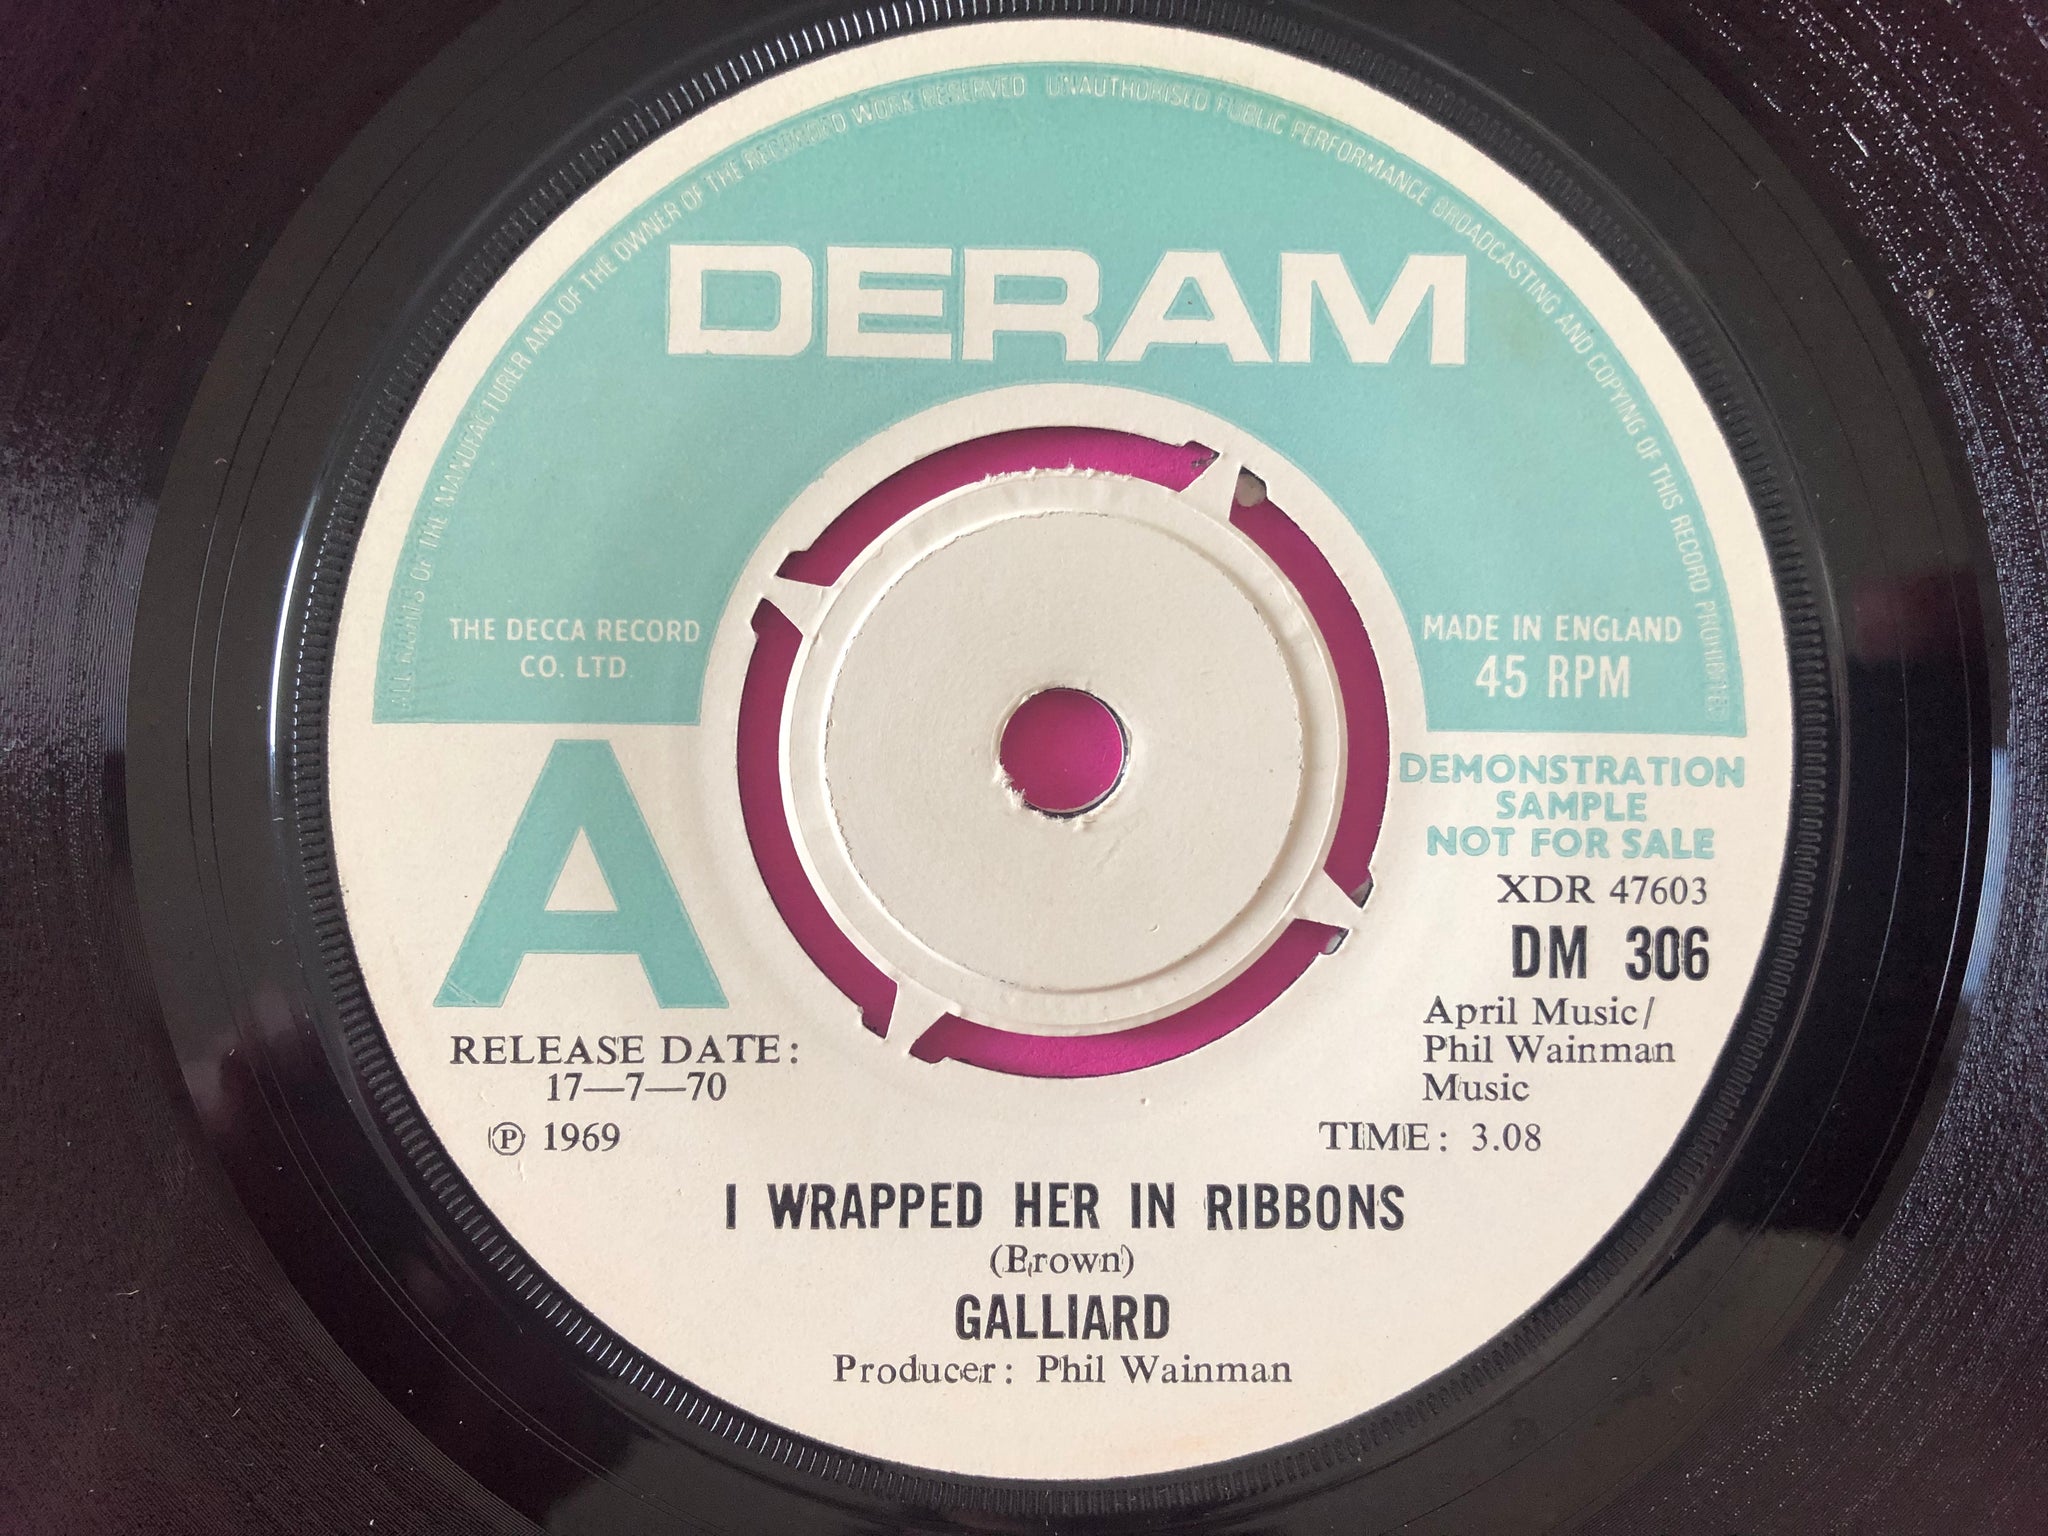 ALL RIGHTS OF THE MANUFACTURER AND OF THE OWNER OF THE RECORDED WORK RESERVED UNAUTHORISED PUBLIC PERFORMANCE BROADCASTING AND COPYING OF THIS RECORD PROHIBITED
DERAM
THE DECCA RECORD
CO. LTD.
MADE IN ENGLAND
45 RPM
A
DEMONSTRATION
SAMPLE
NOT FOR SALE
XDR 47603
DM 306
April Music/
Phil Wainman
Music
RELEASE DATE:
17—7—70
Ⓟ 1969
TIME: 3.08
I WRAPPED HER IN RIBBONS
(Brown)
GALLIARD
Producer: Phil Wainman